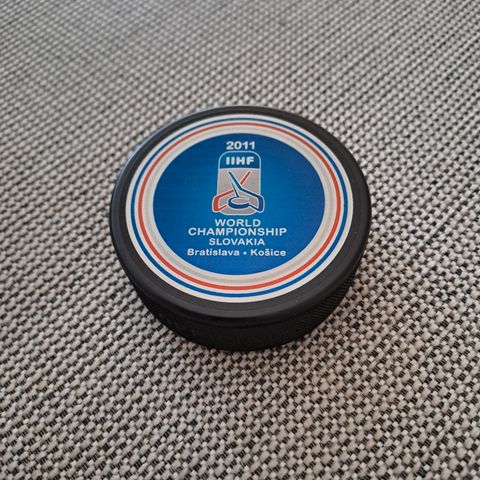 2011
IIHF
WORLD
CHAMPIONSHIP
SLOVAKIA
Bratislava • Košice